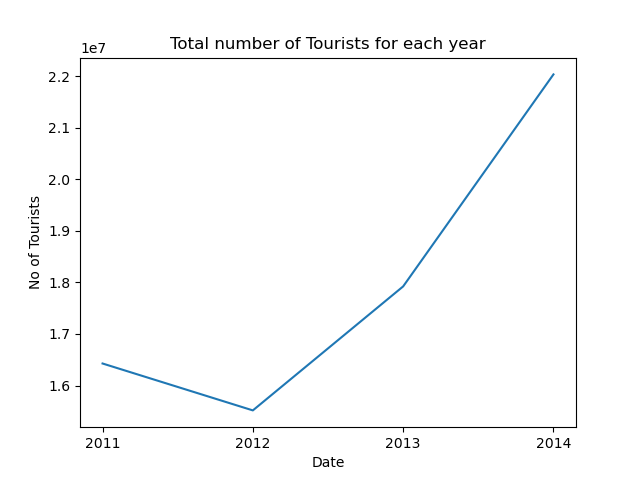 Total number of Tourists for each year
1e7
2.2
2.1
2.0
1.9
1.8
1.7
1.6
No of Tourists
2011 2012 2013 2014
Date